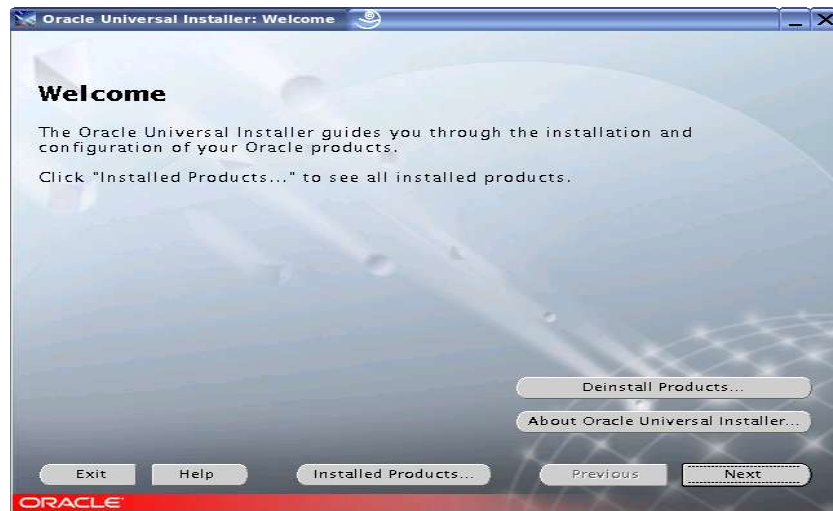 Oracle Universal Installer: Welcome
Welcome
The Oracle Universal Installer guides you through the installation and
configuration of your Oracle products.
Click "Installed Products..." to see all installed products.
Deinstall Products...
About Oracle Universal Installer...
Exit
Help
Installed Products...
Previous
Next
ORACLE